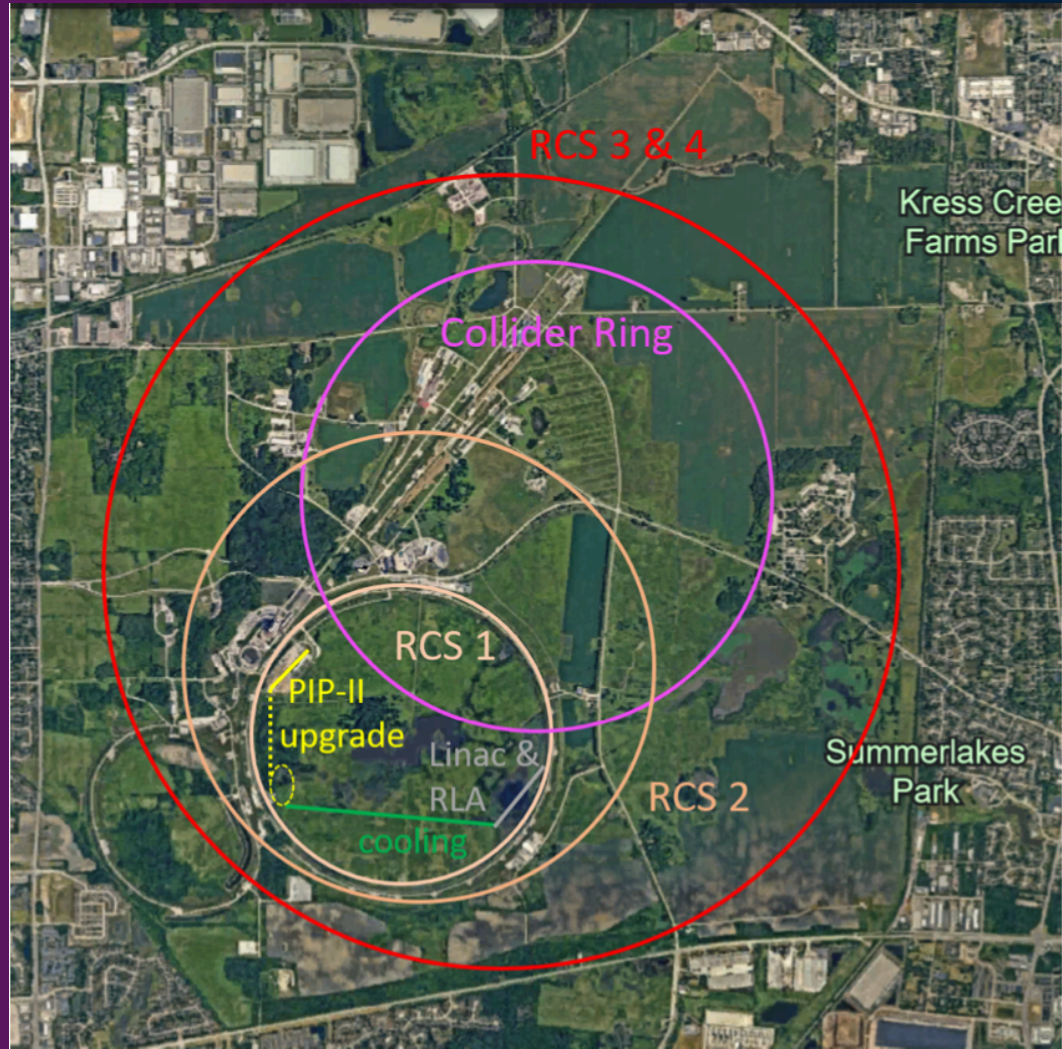 RCS 3 & 4
Kress Cree
Farms Park
Collider Ring
RCS 1
PIP-II
upgrade
Linac &
RLA
cooling
RCS 2
Summerlakes
Park